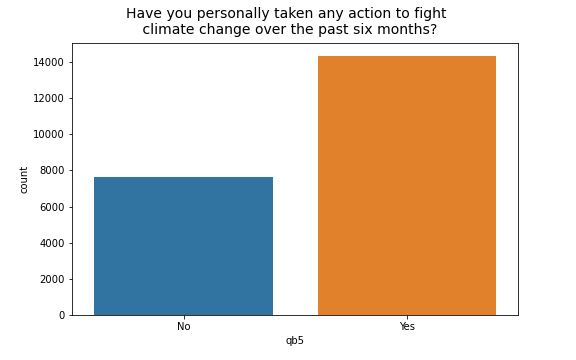 Have you personally taken any action to fight
climate change over the past six months?
14000
12000
10000
8000
6000
4000
2000
0
count
No
Yes
qb5